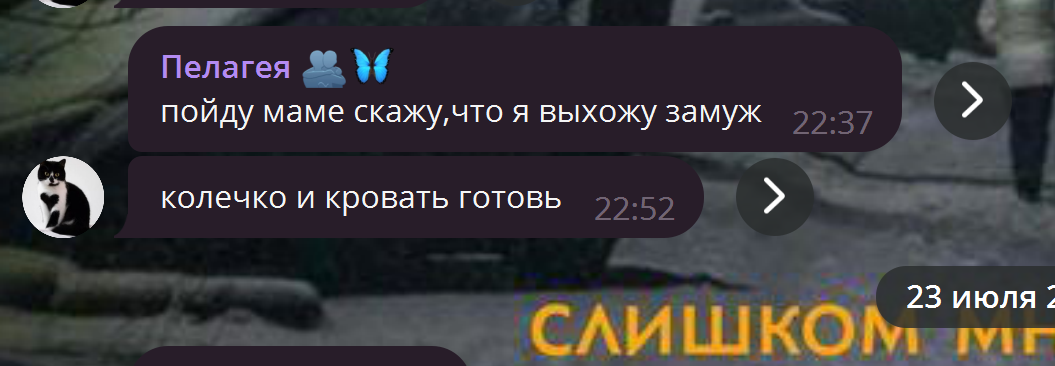 Пелагея 🫂🦋
пойду маме скажу,что я выхожу замуж 22:37
колечко и кровать готовь 22:52
23 июля
СЛИШКОМ